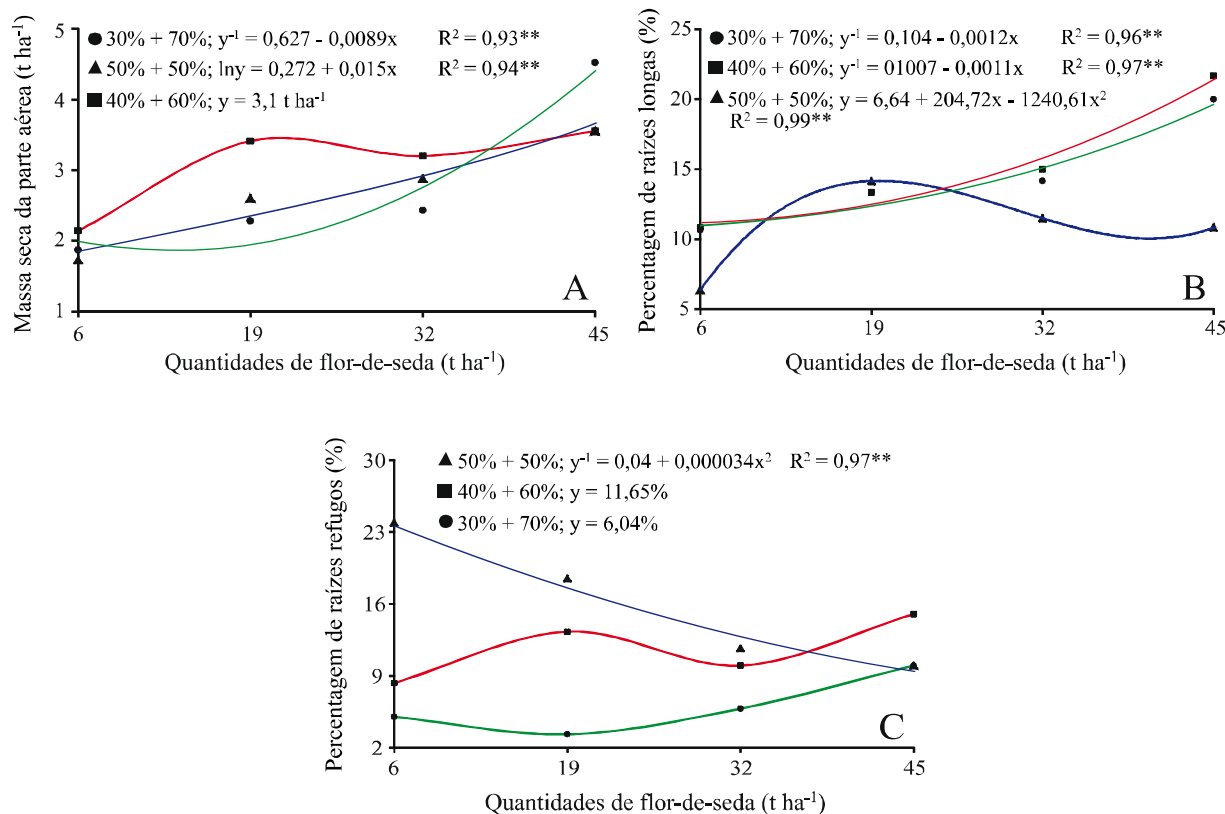 Massa seca da parte aérea (t ha⁻¹)
5
4
3
2
1
● 30% + 70%; y⁻¹ = 0,627 - 0,0089x R² = 0,93**
▲ 50% + 50%; lny = 0,272 + 0,015x R² = 0,94**
■ 40% + 60%; y = 3,1 t ha⁻¹
A
6 19 32 45
Quantidades de flor-de-seda (t ha⁻¹)
Percentagem de raízes longas (%)
25
20
15
10
5
● 30% + 70%; y⁻¹ = 0,104 - 0,0012x R² = 0,96**
■ 40% + 60%; y⁻¹ = 01007 - 0,0011x R² = 0,97**
▲ 50% + 50%; y = 6,64 + 204,72x - 1240,61x²
R² = 0,99**
B
6 19 32 45
Quantidades de flor-de-seda (t ha⁻¹)
Percentagem de raízes refugos (%)
30
23
16
9
2
▲ 50% + 50%; y⁻¹ = 0,04 + 0,000034x² R² = 0,97**
■ 40% + 60%; y = 11,65%
● 30% + 70%; y = 6,04%
C
6 19 32 45
Quantidades de flor-de-seda (t ha⁻¹)